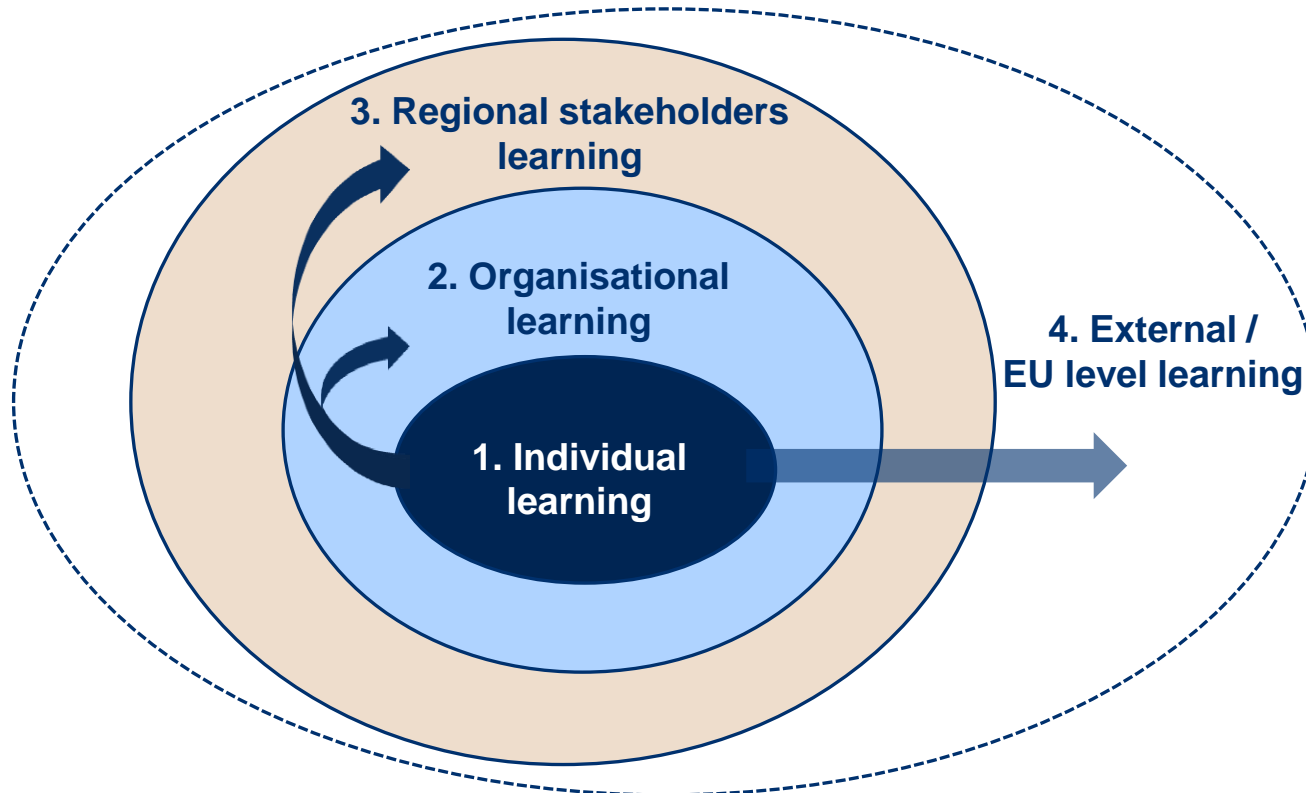 3. Regional stakeholders
learning
2. Organisational
learning
4. External /
EU level learning
1. Individual
learning